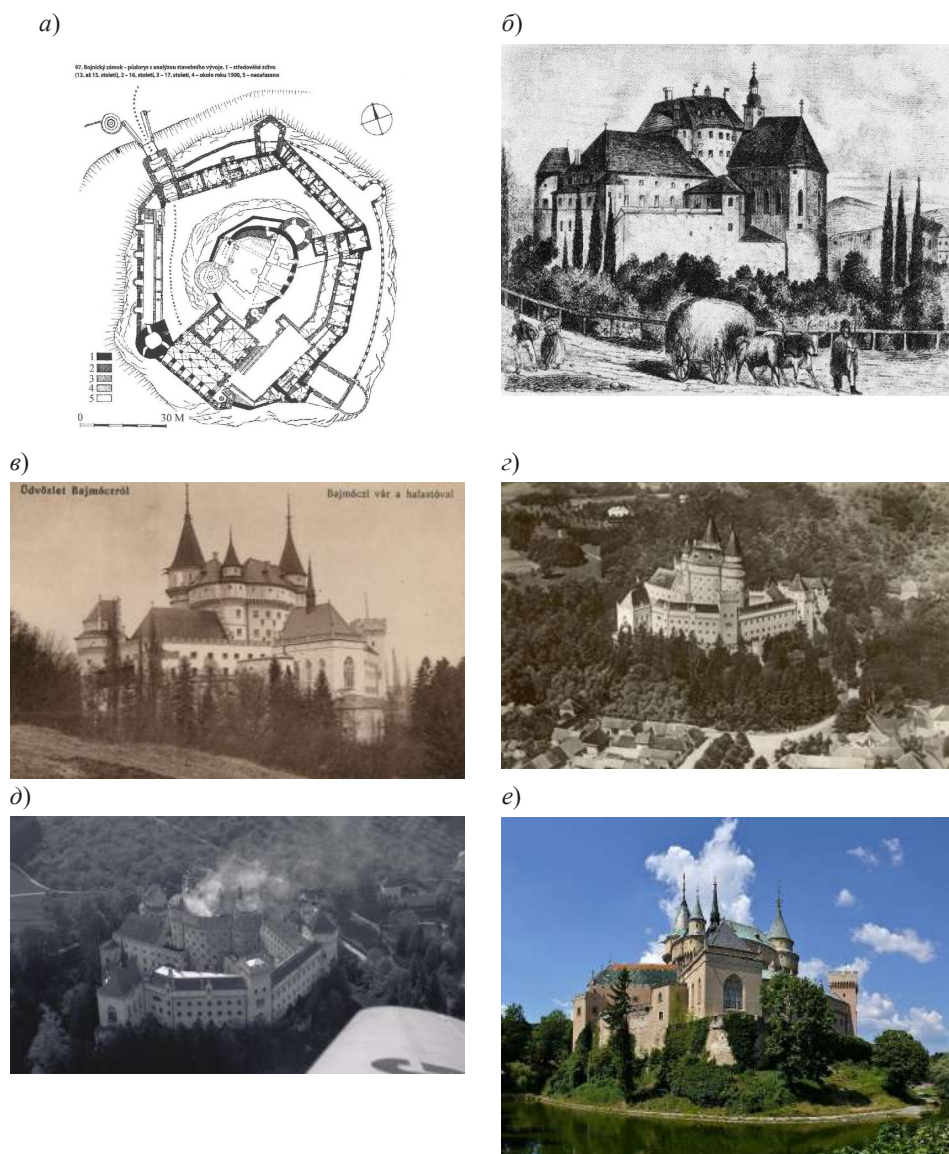 а)
97. Bojnický zámok – půdorys s analýzou stavebního vývoje. 1 – středověké zdivo
(13. až 15. století), 2 – 16. století, 3 – 17. století, 4 – okolo roku 1900, 5 – nezařazeno
1
2
3
4
5
0 30 M
б)
в)
Üdvözlet Bajmóczról Bajmóczi vár a halastóval
г)
д)
е)